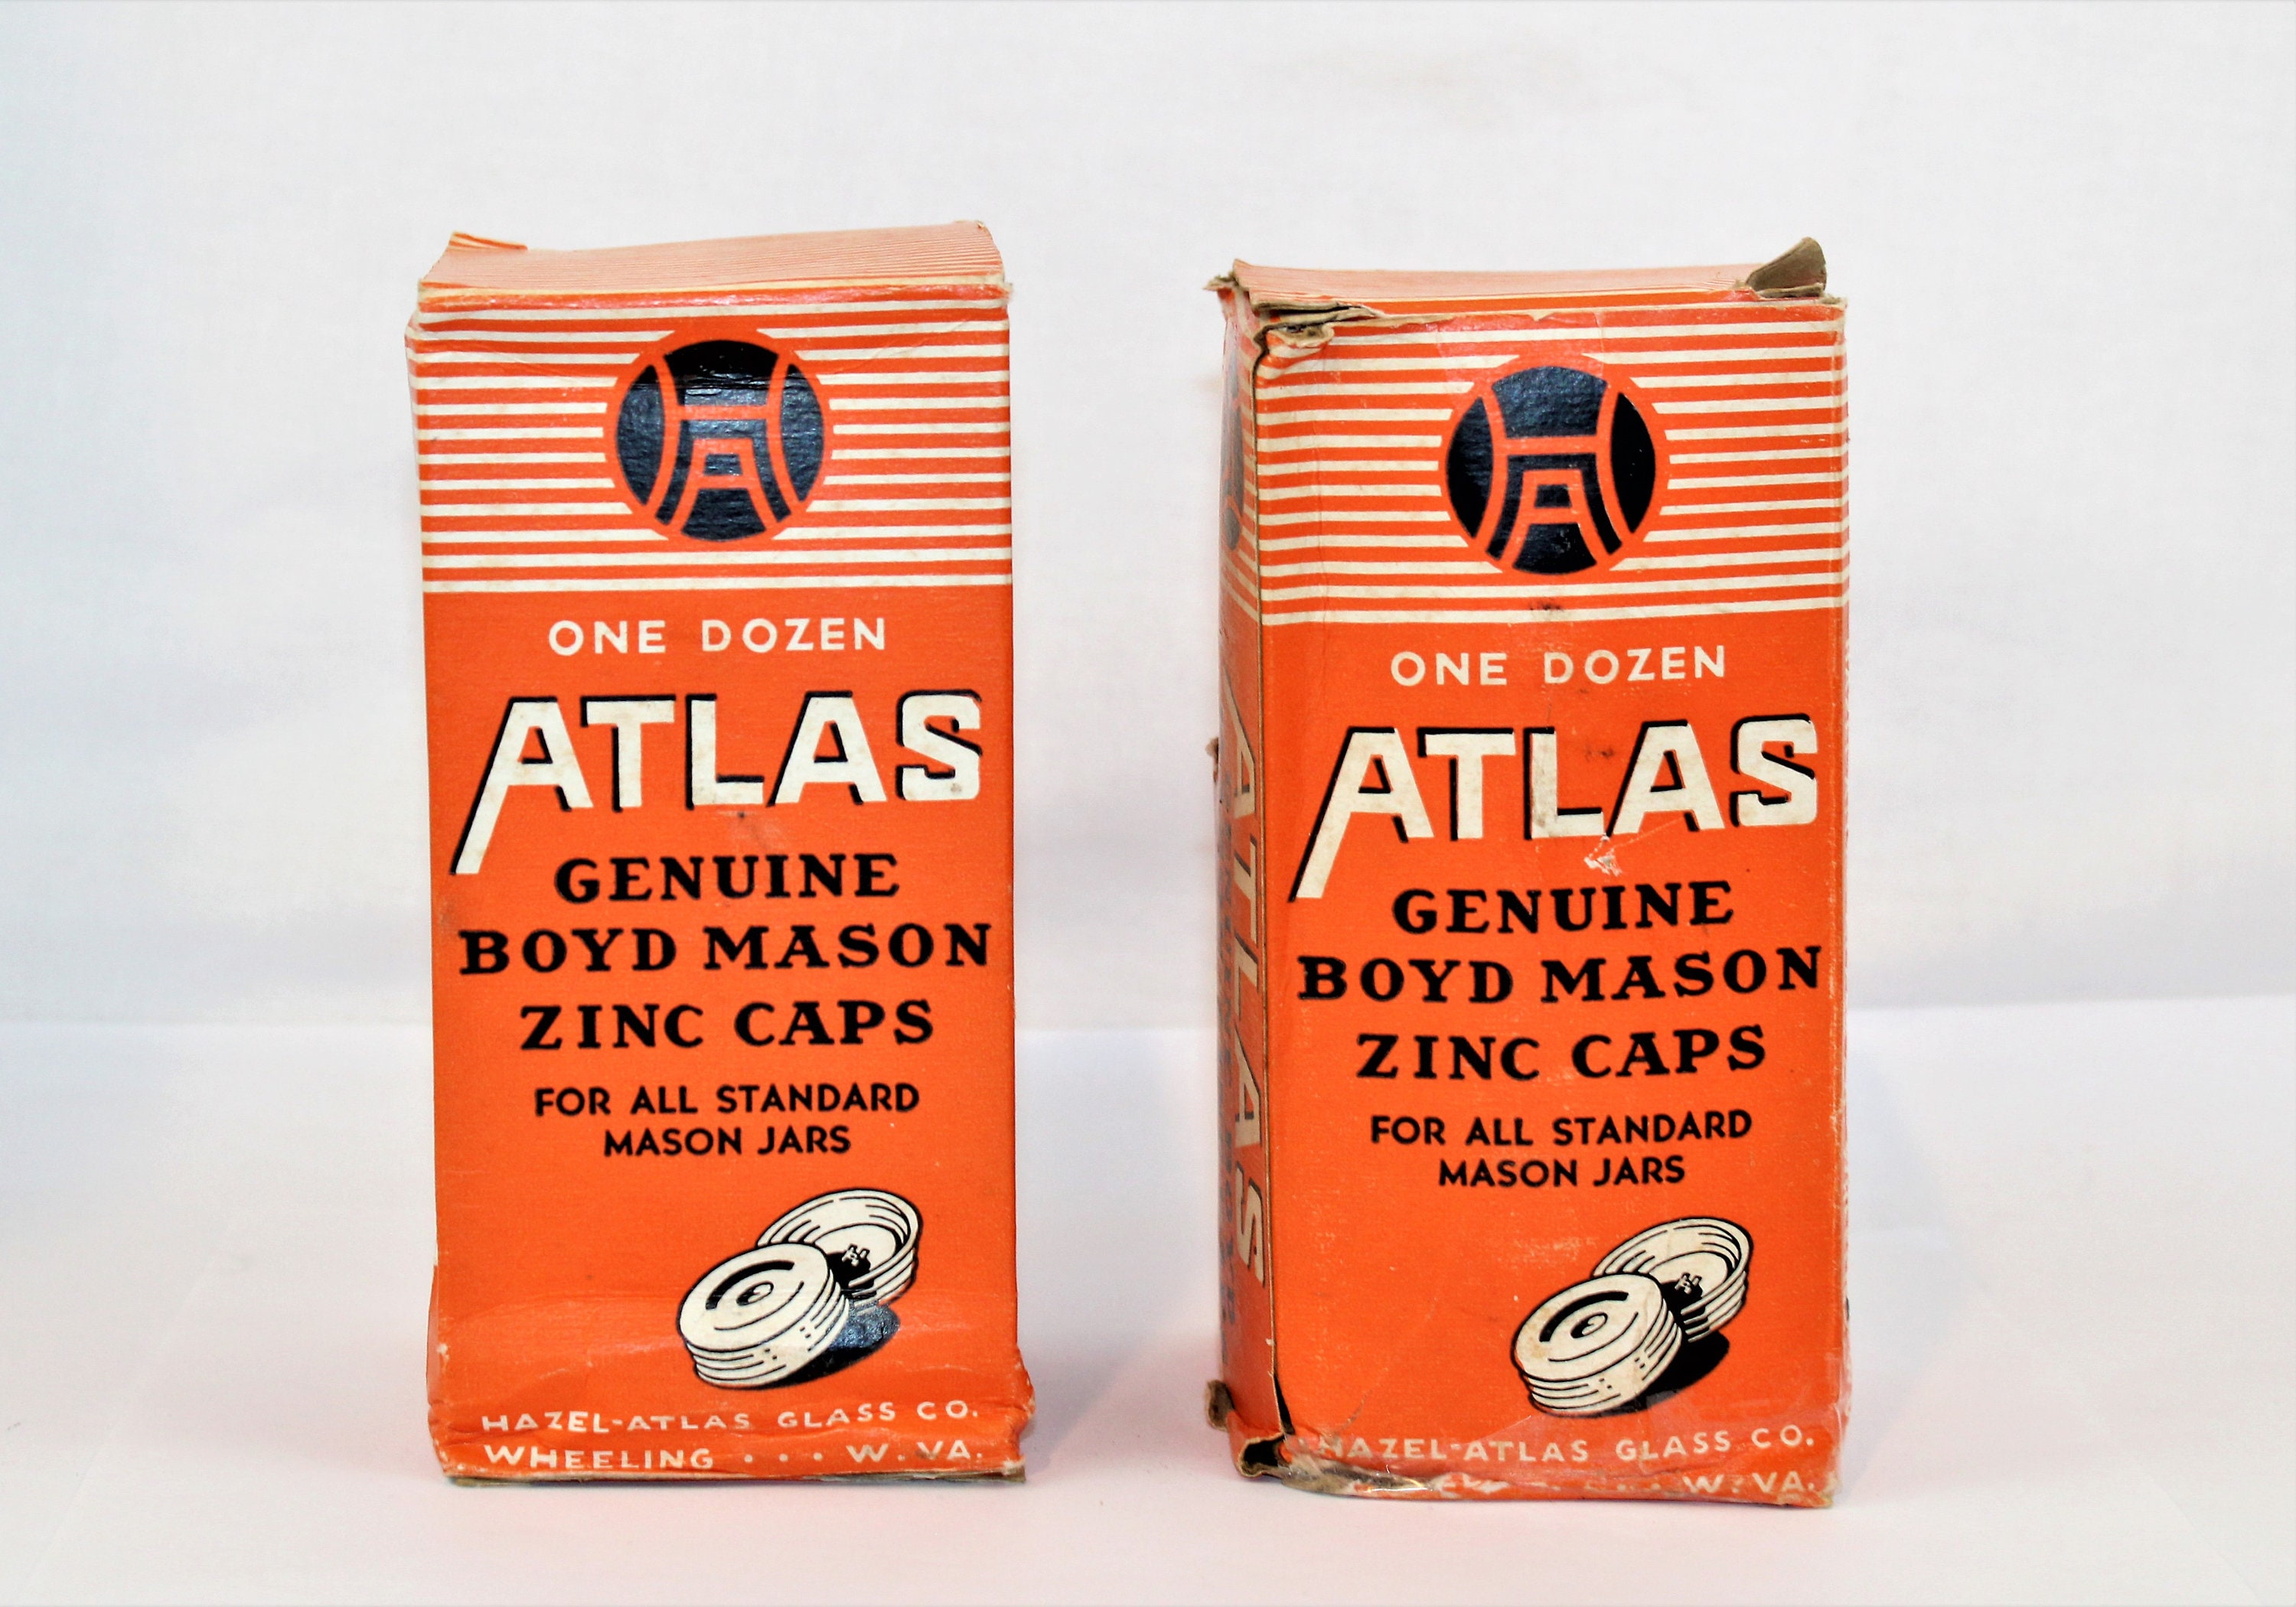 HA
ONE DOZEN
ATLAS
GENUINE
BOYD MASON
ZINC CAPS
FOR ALL STANDARD
MASON JARS
HAZEL-ATLAS GLASS CO.
WHEELING . . . W. VA.
HA
ONE DOZEN
ATLAS
GENUINE
BOYD MASON
ZINC CAPS
FOR ALL STANDARD
MASON JARS
HAZEL-ATLAS GLASS CO.
W. VA.
ATLAS